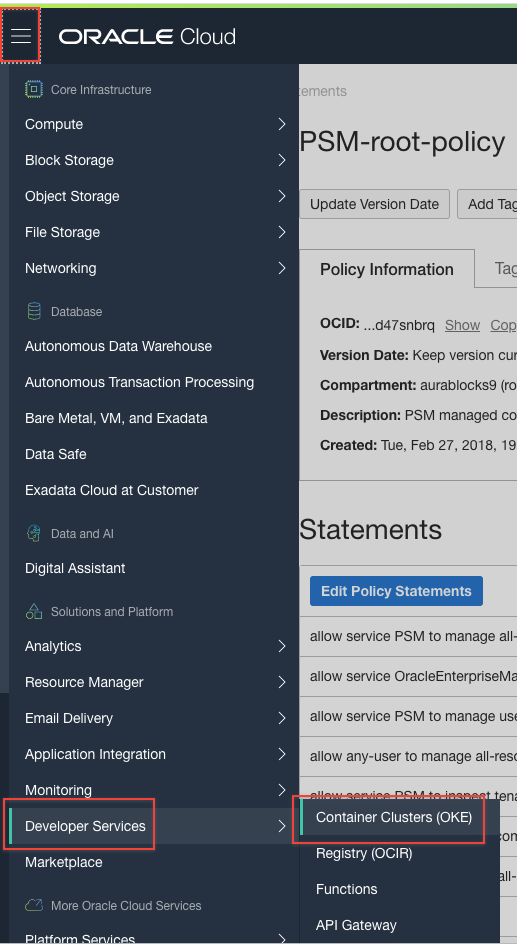 ORACLE Cloud
Core Infrastructure
Compute
Block Storage
Object Storage
File Storage
Networking
Database
Autonomous Data Warehouse
Autonomous Transaction Processing
Bare Metal, VM, and Exadata
Data Safe
Exadata Cloud at Customer
Data and AI
Digital Assistant
Solutions and Platform
Analytics
Resource Manager
Email Delivery
Application Integration
Monitoring
Developer Services
Marketplace
More Oracle Cloud Services
Platform Services
Container Clusters (OKE)
Registry (OCIR)
Functions
API Gateway
ements
PSM-root-policy
Update Version Date Add Tag
Policy Information Tag
OCID: ...d47snbrq Show Cop
Version Date: Keep version cur
Compartment: aurablocks9 (ro
Description: PSM managed co
Created: Tue, Feb 27, 2018, 19
Statements
Edit Policy Statements
allow service PSM to manage all-
allow service OracleEnterpriseMa
allow service PSM to manage use
allow any-user to manage all-reso
allow service PSM to inspect tena
com
all-